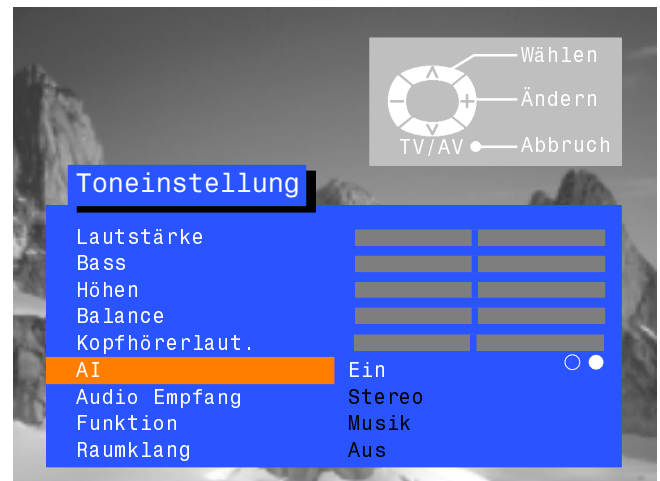 Wählen
Ändern
TV/AV Abbruch
Toneinstellung
Lautstärke
Bass
Höhen
Balance
Kopfhörerlaut.
AI Ein
Audio Empfang Stereo
Funktion Musik
Raumklang Aus